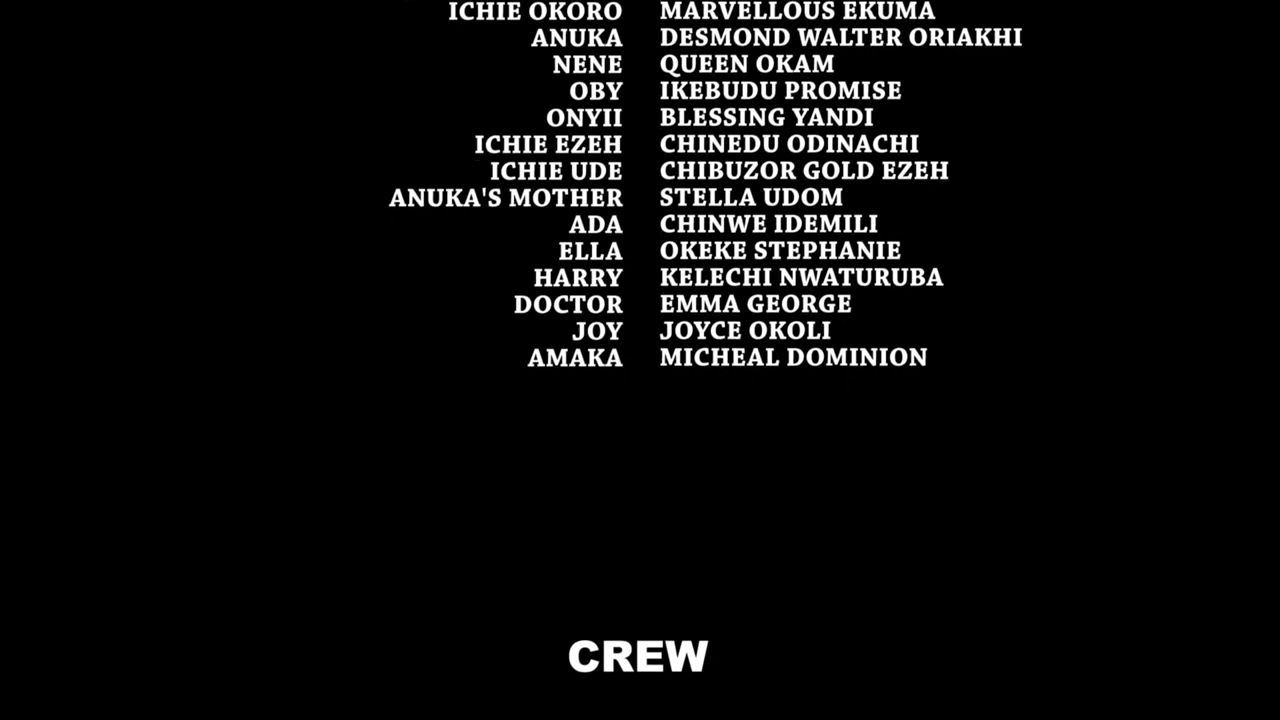 ICHIE OKORO MARVELLOUS EKUMA
ANUKA DESMOND WALTER ORIAKHI
NENE QUEEN OKAM
OBY IKEBUDU PROMISE
ONYII BLESSING YANDI
ICHIE EZEH CHINEDU ODINACHI
ICHIE UDE CHIBUZOR GOLD EZEH
ANUKA'S MOTHER STELLA UDOM
ADA CHINWE IDEMILI
ELLA OKEKE STEPHANIE
HARRY KELECHI NWATURUBA
DOCTOR EMMA GEORGE
JOY JOYCE OKOLI
AMAKA MICHEAL DOMINION
CREW